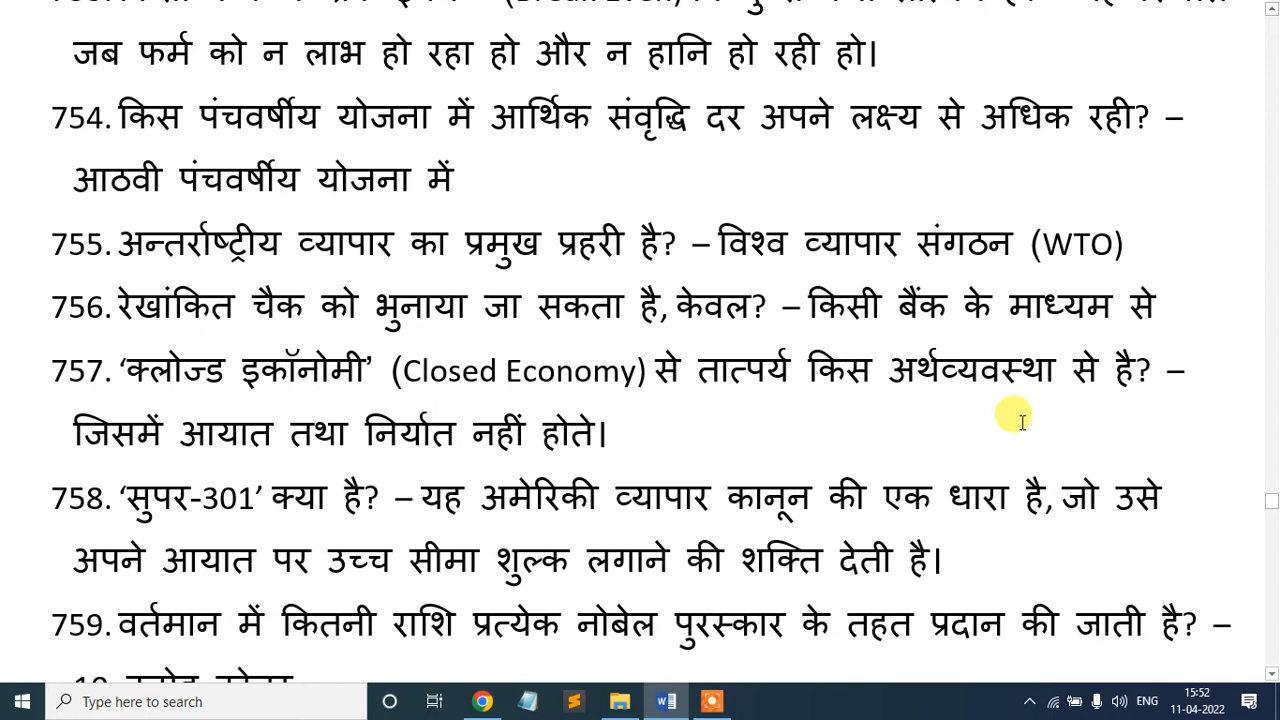 जब फर्म को न लाभ हो रहा हो और न हानि हो रही हो।
754. किस पंचवर्षीय योजना में आर्थिक संवृद्धि दर अपने लक्ष्य से अधिक रही? –
आठवी पंचवर्षीय योजना में
755. अन्तर्राष्ट्रीय व्यापार का प्रमुख प्रहरी है? – विश्व व्यापार संगठन (WTO)
756. रेखांकित चैक को भुनाया जा सकता है, केवल? – किसी बैंक के माध्यम से
757. ‘क्लोज्ड इकॉनोमी’ (Closed Economy) से तात्पर्य किस अर्थव्यवस्था से है? –
जिसमें आयात तथा निर्यात नहीं होते।
758. ‘सुपर-301’ क्या है? – यह अमेरिकी व्यापार कानून की एक धारा है, जो उसे
अपने आयात पर उच्च सीमा शुल्क लगाने की शक्ति देती है।
759. वर्तमान में कितनी राशि प्रत्येक नोबेल पुरस्कार के तहत प्रदान की जाती है? –
Type here to search
ENG
15:52
11-04-2022